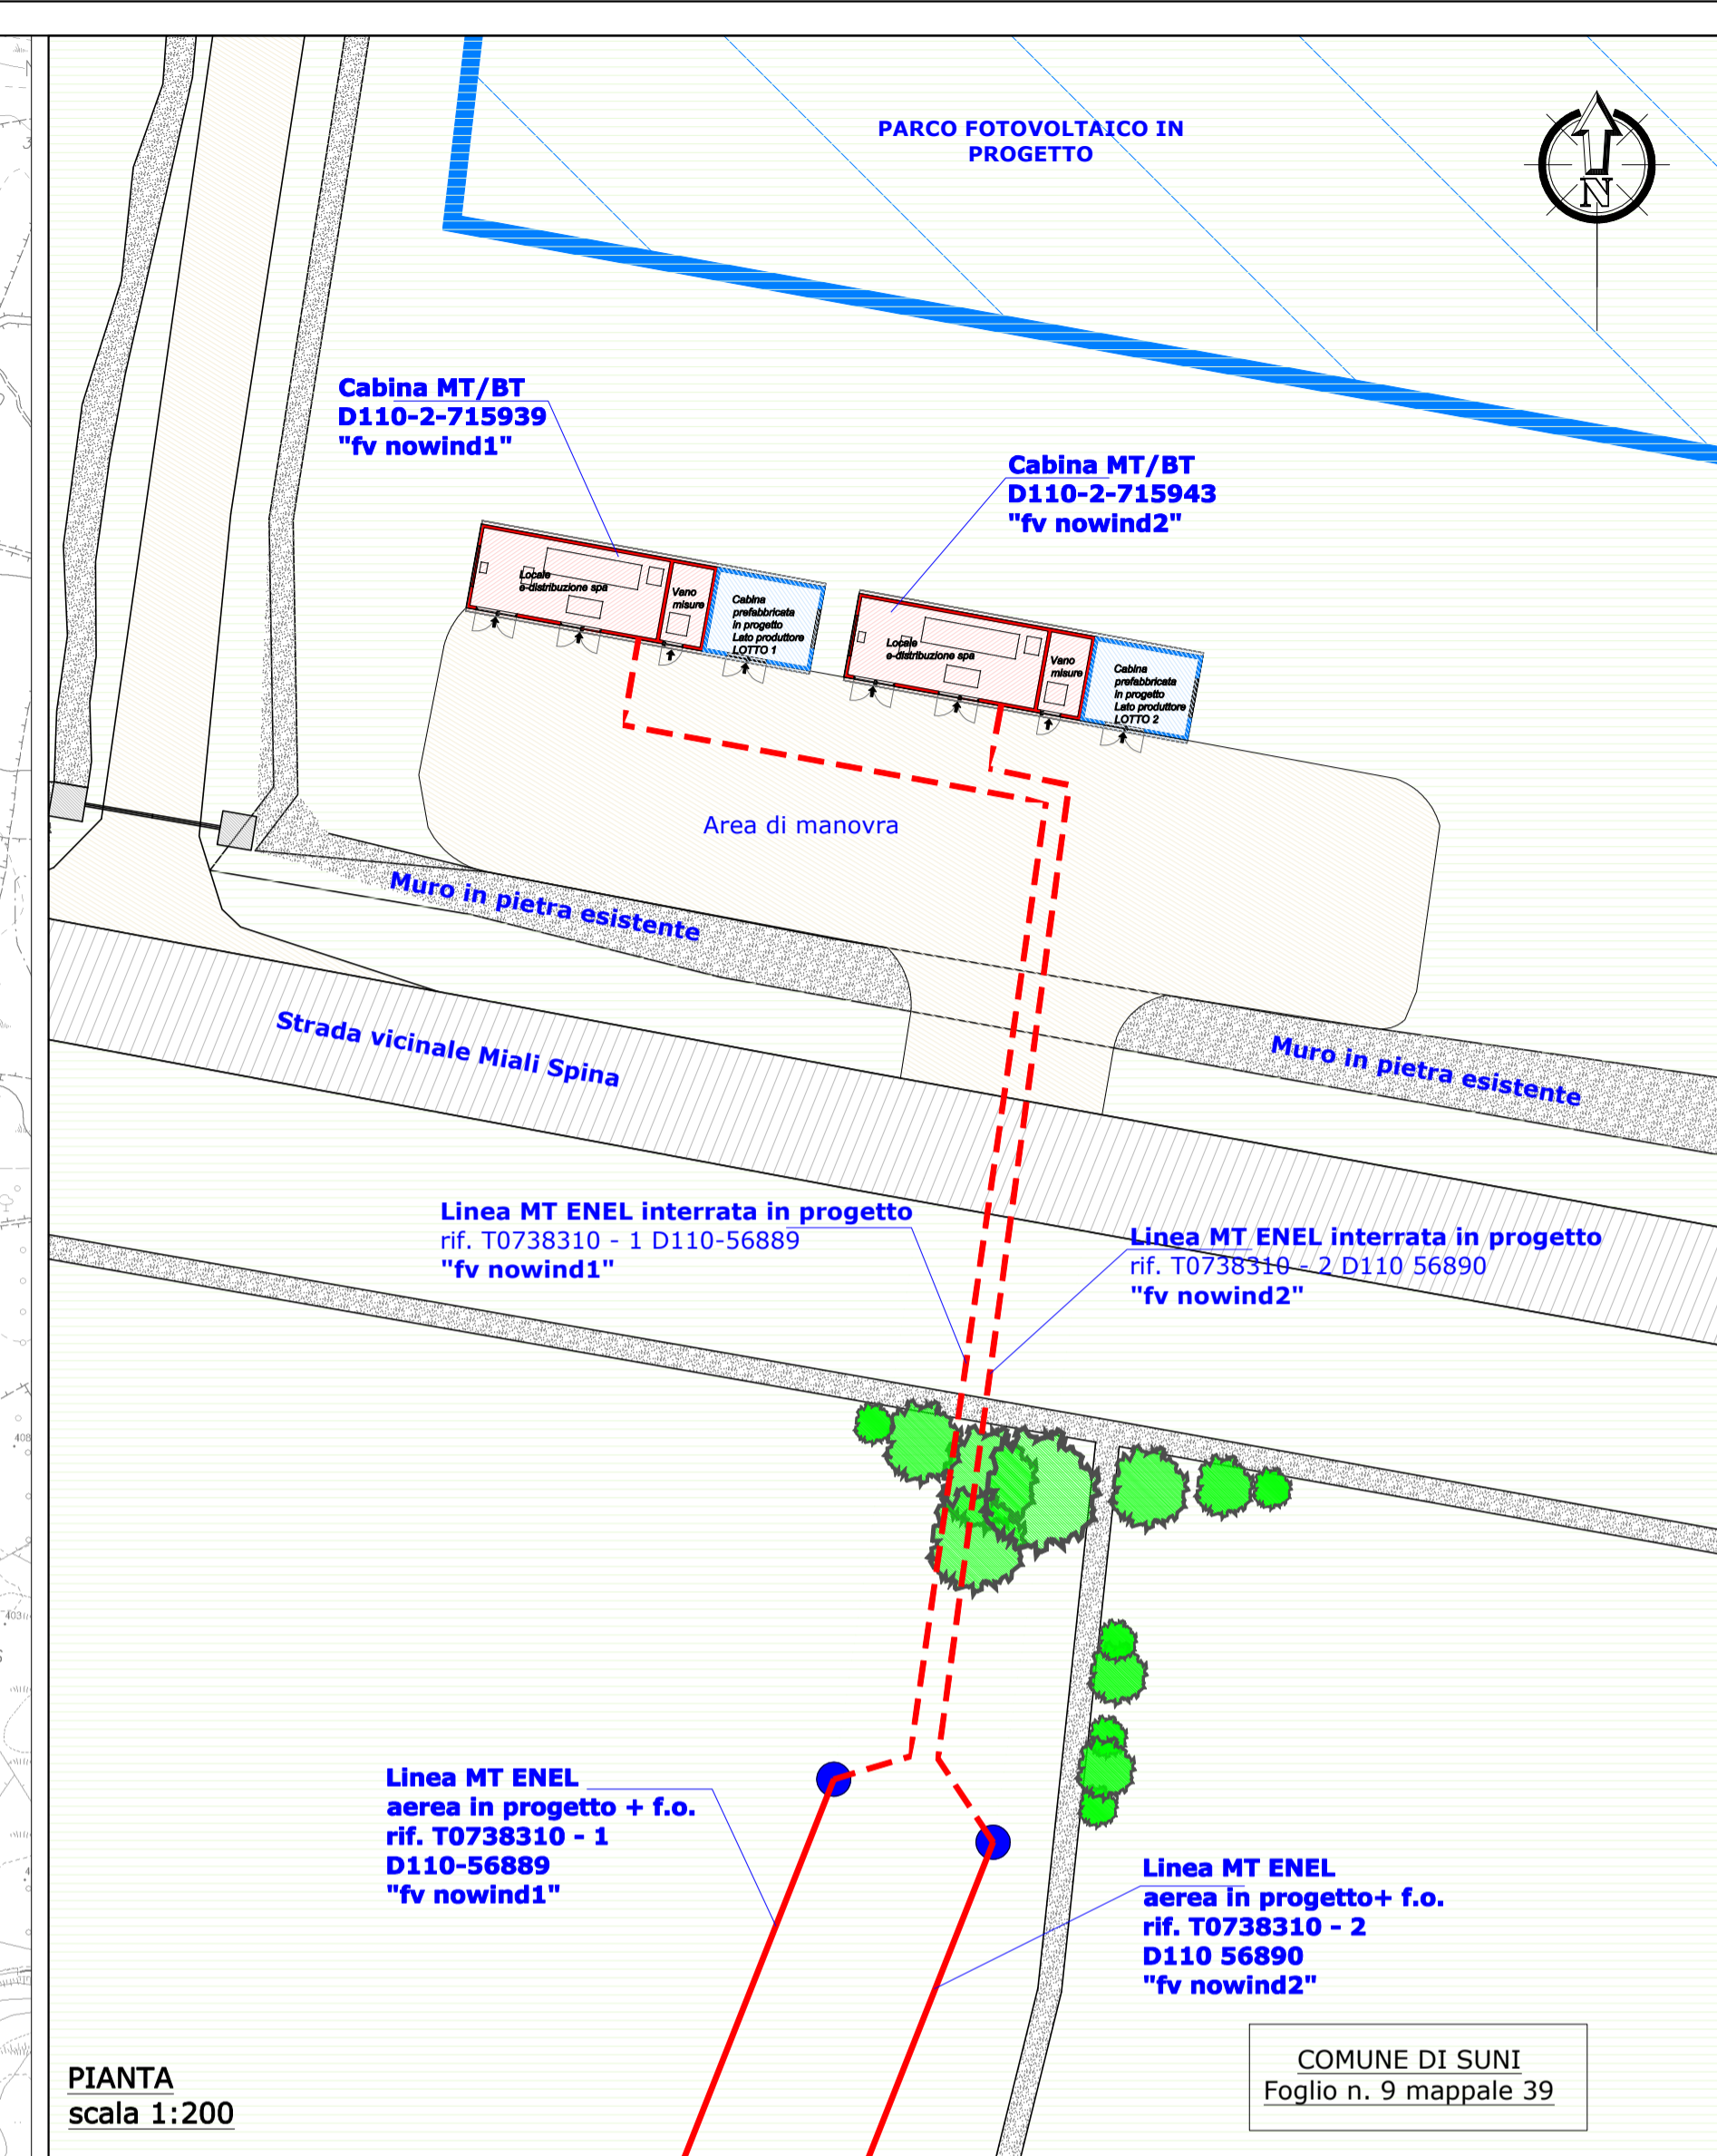 PARCO FOTOVOLTAICO IN
PROGETTO
N
Cabina MT/BT
D110-2-715939
"fv nowind1"
Cabina MT/BT
D110-2-715943
"fv nowind2"
Locale
e-distribuzione spa
Vano
misure
Cabina
prefabbricata
in progetto
Lato produttore
LOTTO 1
Locale
e-distribuzione spa
Vano
misure
Cabina
prefabbricata
in progetto
Lato produttore
LOTTO 2
Area di manovra
Muro in pietra esistente
Strada vicinale Miali Spina
Muro in pietra esistente
Linea MT ENEL interrata in progetto
rif. T0738310 - 1 D110-56889
"fv nowind1"
Linea MT ENEL interrata in progetto
rif. T0738310 - 2 D110 56890
"fv nowind2"
Linea MT ENEL
aerea in progetto + f.o.
rif. T0738310 - 1
D110-56889
"fv nowind1"
Linea MT ENEL
aerea in progetto+ f.o.
rif. T0738310 - 2
D110 56890
"fv nowind2"
PIANTA
scala 1:200
COMUNE DI SUNI
Foglio n. 9 mappale 39